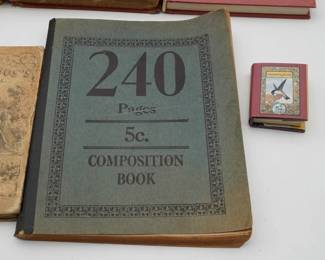 240
Pages
5c.
COMPOSITION
BOOK